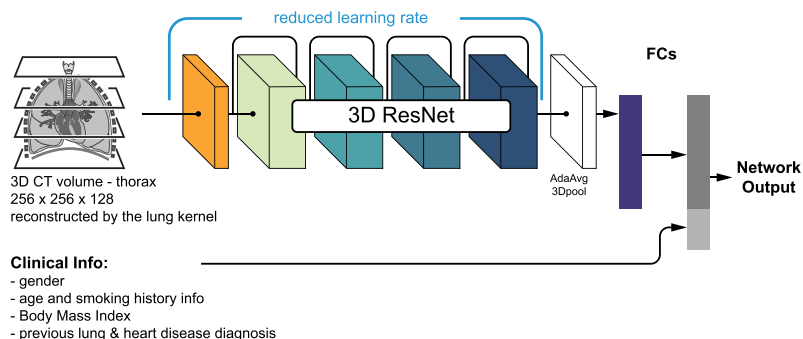 reduced learning rate
FCs
3D ResNet
AdaAvg
3Dpool
Network
Output
3D CT volume - thorax
256 x 256 x 128
reconstructed by the lung kernel
Clinical Info:
- gender
- age and smoking history info
- Body Mass Index
- previous lung & heart disease diagnosis